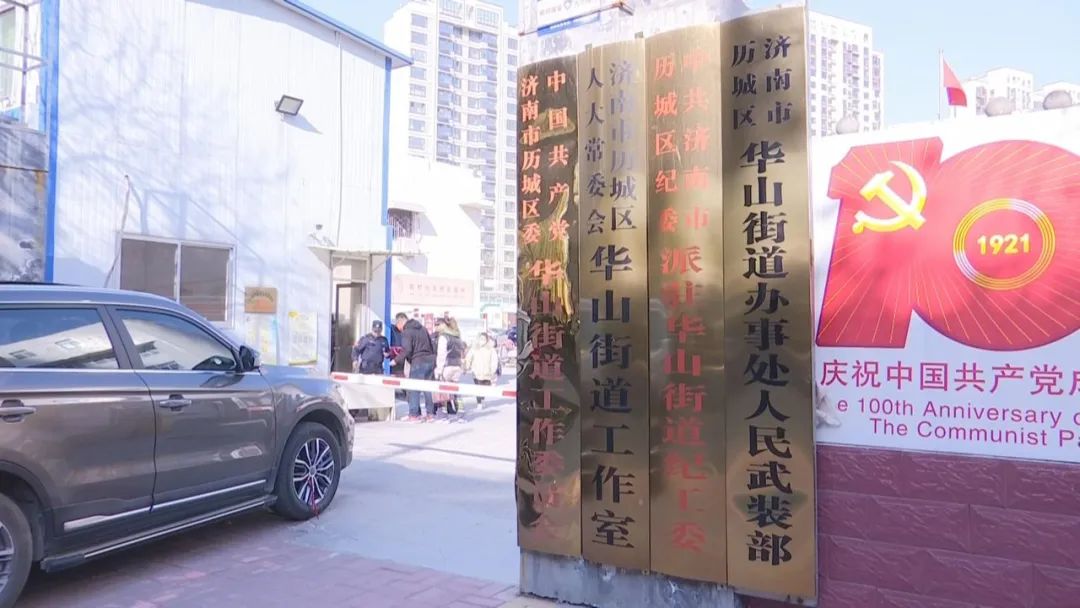 中国共产党
济南市历城区委
华山街道工作委员会
济南市历城区
人大常委会
华山街道工作室
中共济南市
历城区纪委
派驻华山街道纪工委
济南市
历城区
华山街道办事处人民武装部
1921
庆祝中国共产党成
e 100th Anniversary o
The Communist Pa